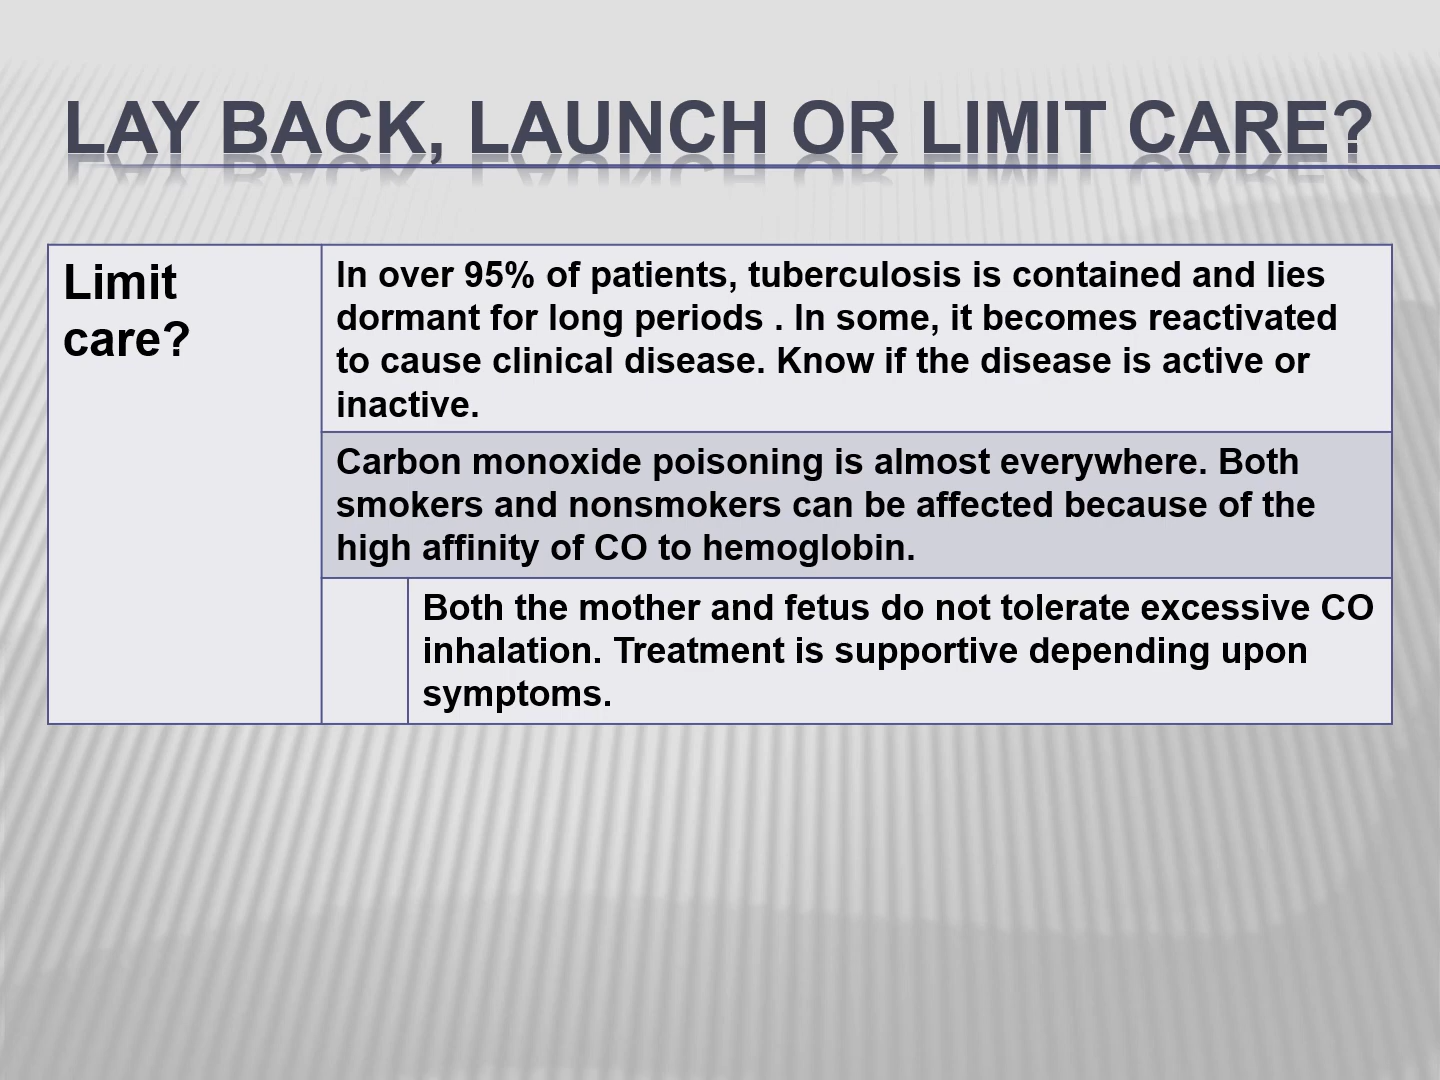 LAY BACK, LAUNCH OR LIMIT CARE?
Limit
care?
In over 95% of patients, tuberculosis is contained and lies
dormant for long periods . In some, it becomes reactivated
to cause clinical disease. Know if the disease is active or
inactive.
Carbon monoxide poisoning is almost everywhere. Both
smokers and nonsmokers can be affected because of the
high affinity of CO to hemoglobin.
Both the mother and fetus do not tolerate excessive CO
inhalation. Treatment is supportive depending upon
symptoms.